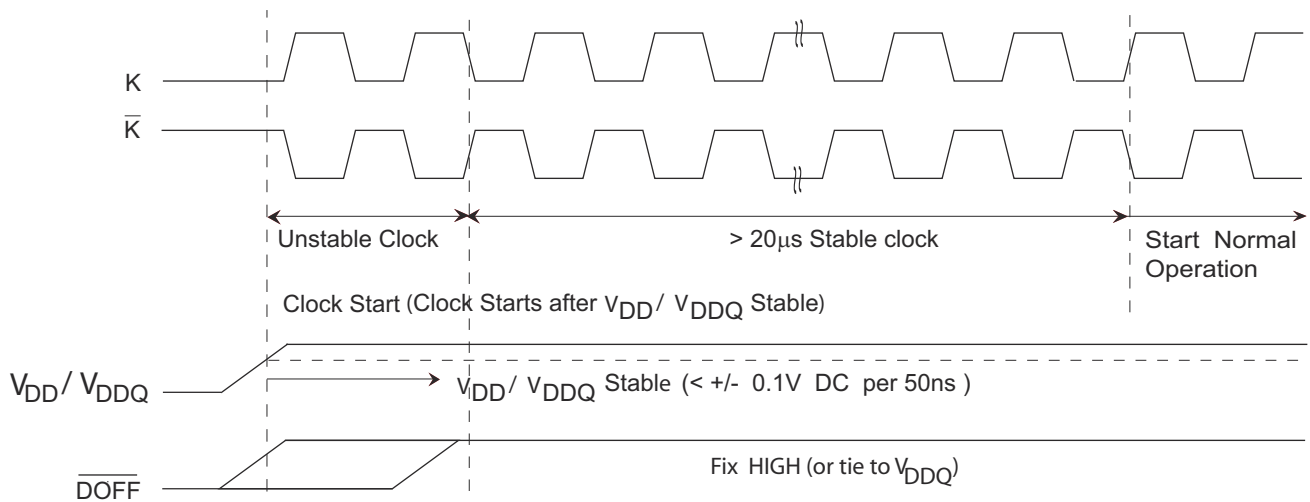 K
K̅
Unstable Clock
> 20μs Stable clock
Start Normal
Operation
Clock Start (Clock Starts after VDD/ VDDQ Stable)
VDD/ VDDQ
VDD/ VDDQ Stable (< +/- 0.1V DC per 50ns )
Fix HIGH (or tie to VDDQ)
D̅O̅F̅F̅